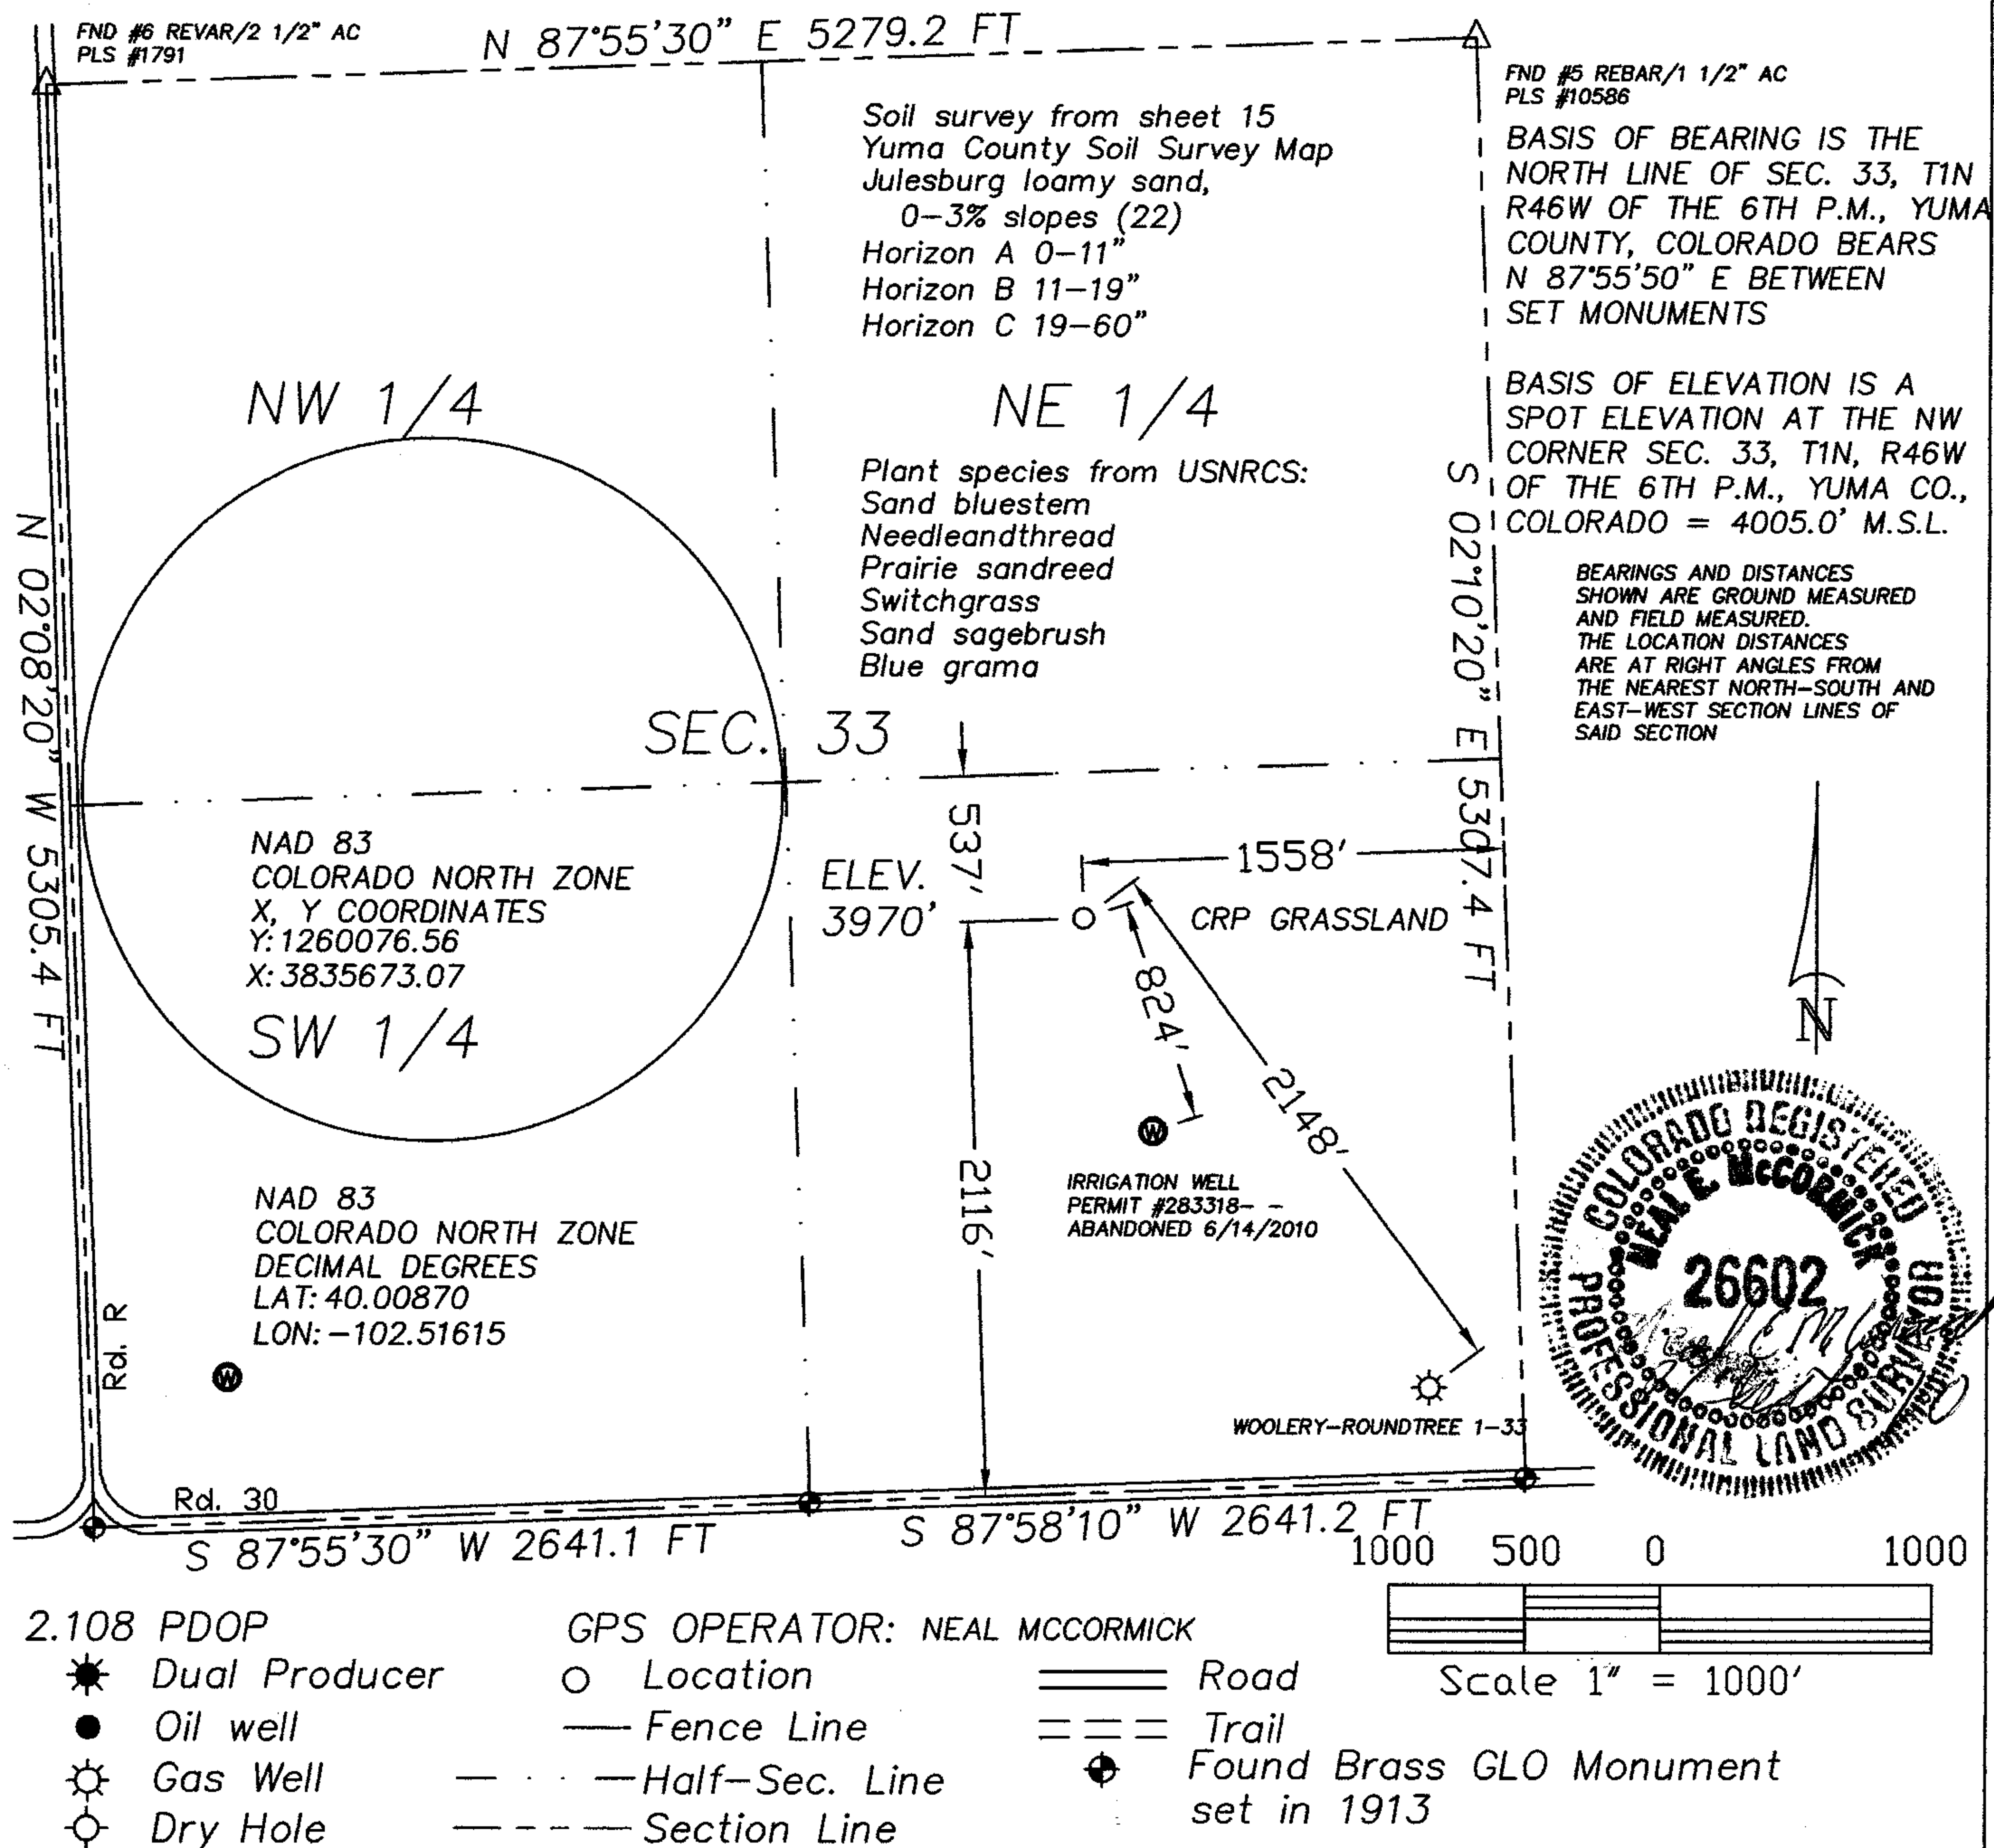 FND #6 REVAR/2 1/2" AC
PLS #1791
N 87°55'30" E 5279.2 FT
FND #5 REBAR/1 1/2" AC
PLS #10586
BASIS OF BEARING IS THE
NORTH LINE OF SEC. 33, T1N
R46W OF THE 6TH P.M., YUMA
COUNTY, COLORADO BEARS
N 87°55'50" E BETWEEN
SET MONUMENTS
BASIS OF ELEVATION IS A
SPOT ELEVATION AT THE NW
CORNER SEC. 33, T1N, R46W
OF THE 6TH P.M., YUMA CO.,
COLORADO = 4005.0' M.S.L.
BEARINGS AND DISTANCES
SHOWN ARE GROUND MEASURED
AND FIELD MEASURED.
THE LOCATION DISTANCES
ARE AT RIGHT ANGLES FROM
THE NEAREST NORTH-SOUTH AND
EAST-WEST SECTION LINES OF
SAID SECTION
Soil survey from sheet 15
Yuma County Soil Survey Map
Julesburg loamy sand,
0-3% slopes (22)
Horizon A 0-11"
Horizon B 11-19"
Horizon C 19-60"
NW 1/4
NE 1/4
Plant species from USNRCS:
Sand bluestem
Needleandthread
Prairie sandreed
Switchgrass
Sand sagebrush
Blue grama
N 02°08'20" W 5305.4 FT
S 02°10'20" E 5307.4 FT
SEC. 33
NAD 83
COLORADO NORTH ZONE
X, Y COORDINATES
Y: 1260076.56
X: 3835673.07
SW 1/4
ELEV.
3970'
537'
1558'
CRP GRASSLAND
824'
2148'
2116'
N
W
IRRIGATION WELL
PERMIT #283318- -
ABANDONED 6/14/2010
NAD 83
COLORADO NORTH ZONE
DECIMAL DEGREES
LAT: 40.00870
LON: -102.51615
W
Rd. R
WOOLERY-ROUNDTREE 1-33
COLORADO REGISTERED
NEAL E. McCORMICK
26602
PROFESSIONAL LAND SURVEYOR
Rd. 30
S 87°55'30" W 2641.1 FT
S 87°58'10" W 2641.2 FT
1000 500 0 1000
Scale 1" = 1000'
2.108 PDOP
GPS OPERATOR: NEAL MCCORMICK
Dual Producer
Location
Road
Oil well
Fence Line
Trail
Gas Well
Half-Sec. Line
Found Brass GLO Monument
set in 1913
Dry Hole
Section Line